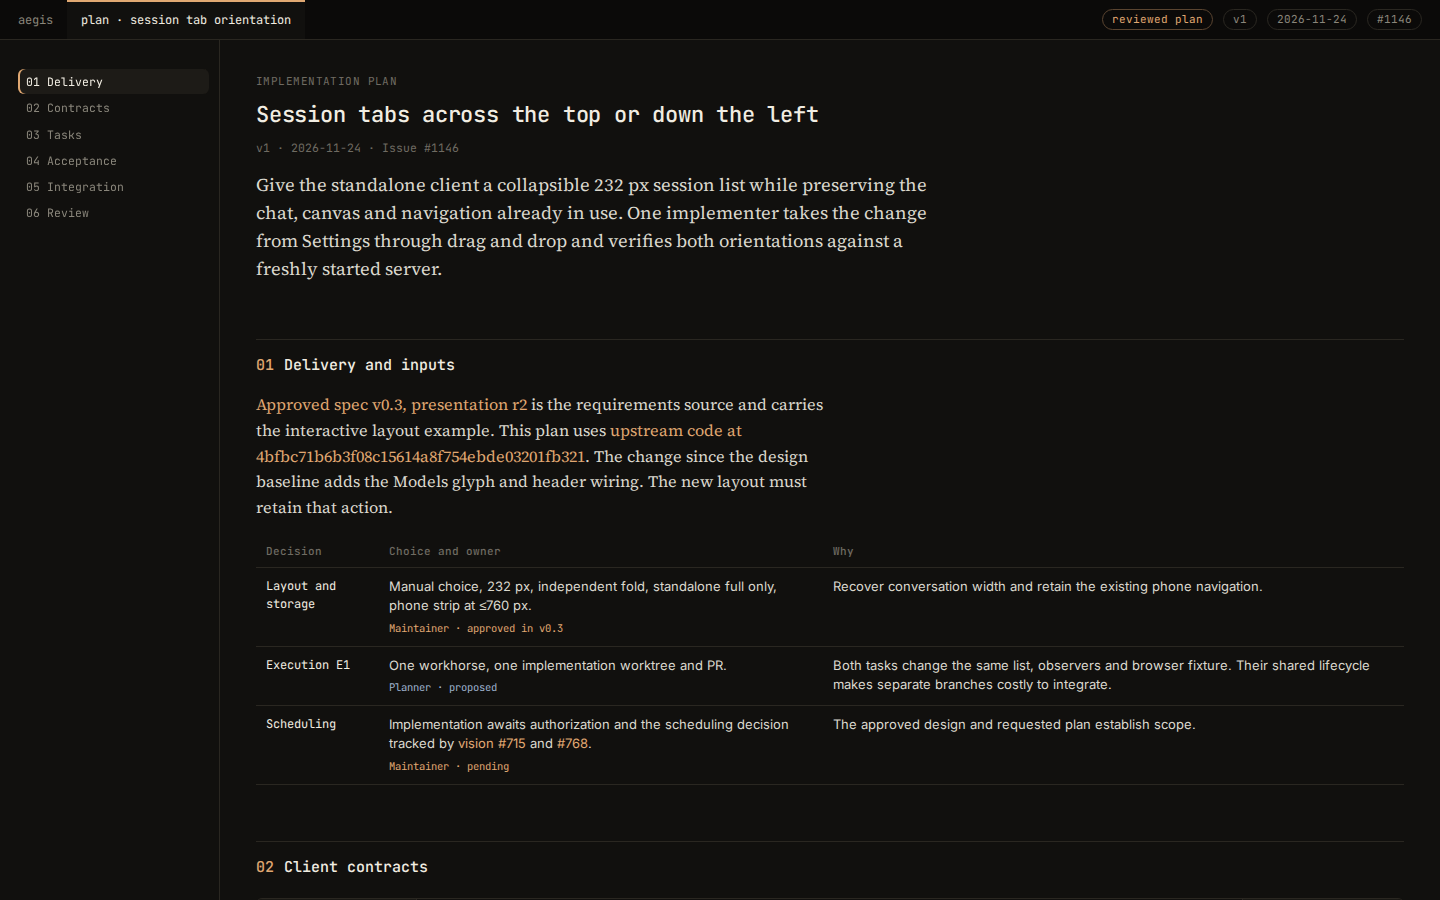 aegis
plan · session tab orientation
reviewed plan
v1
2026-11-24
#1146
01 Delivery
02 Contracts
03 Tasks
04 Acceptance
05 Integration
06 Review
IMPLEMENTATION PLAN
Session tabs across the top or down the left
v1 · 2026-11-24 · Issue #1146
Give the standalone client a collapsible 232 px session list while preserving the
chat, canvas and navigation already in use. One implementer takes the change
from Settings through drag and drop and verifies both orientations against a
freshly started server.
01 Delivery and inputs
Approved spec v0.3, presentation r2 is the requirements source and carries
the interactive layout example. This plan uses upstream code at
4bfbc71b6b3f08c15614a8f754ebde03201fb321. The change since the design
baseline adds the Models glyph and header wiring. The new layout must
retain that action.
Decision
Choice and owner
Why
Layout and
storage
Manual choice, 232 px, independent fold, standalone full only,
phone strip at ≤760 px.
Maintainer · approved in v0.3
Recover conversation width and retain the existing phone navigation.
Execution E1
One workhorse, one implementation worktree and PR.
Planner · proposed
Both tasks change the same list, observers and browser fixture. Their shared lifecycle
makes separate branches costly to integrate.
Scheduling
Implementation awaits authorization and the scheduling decision
tracked by vision #715 and #768.
Maintainer · pending
The approved design and requested plan establish scope.
02 Client contracts